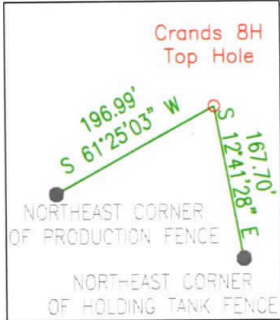 Crands 8H
Top Hole
196.99'
S 61°25'03" W
167.70'
S 12°41'28" E
NORTHEAST CORNER
OF PRODUCTION FENCE
NORTHEAST CORNER
OF HOLDING TANK FENCE